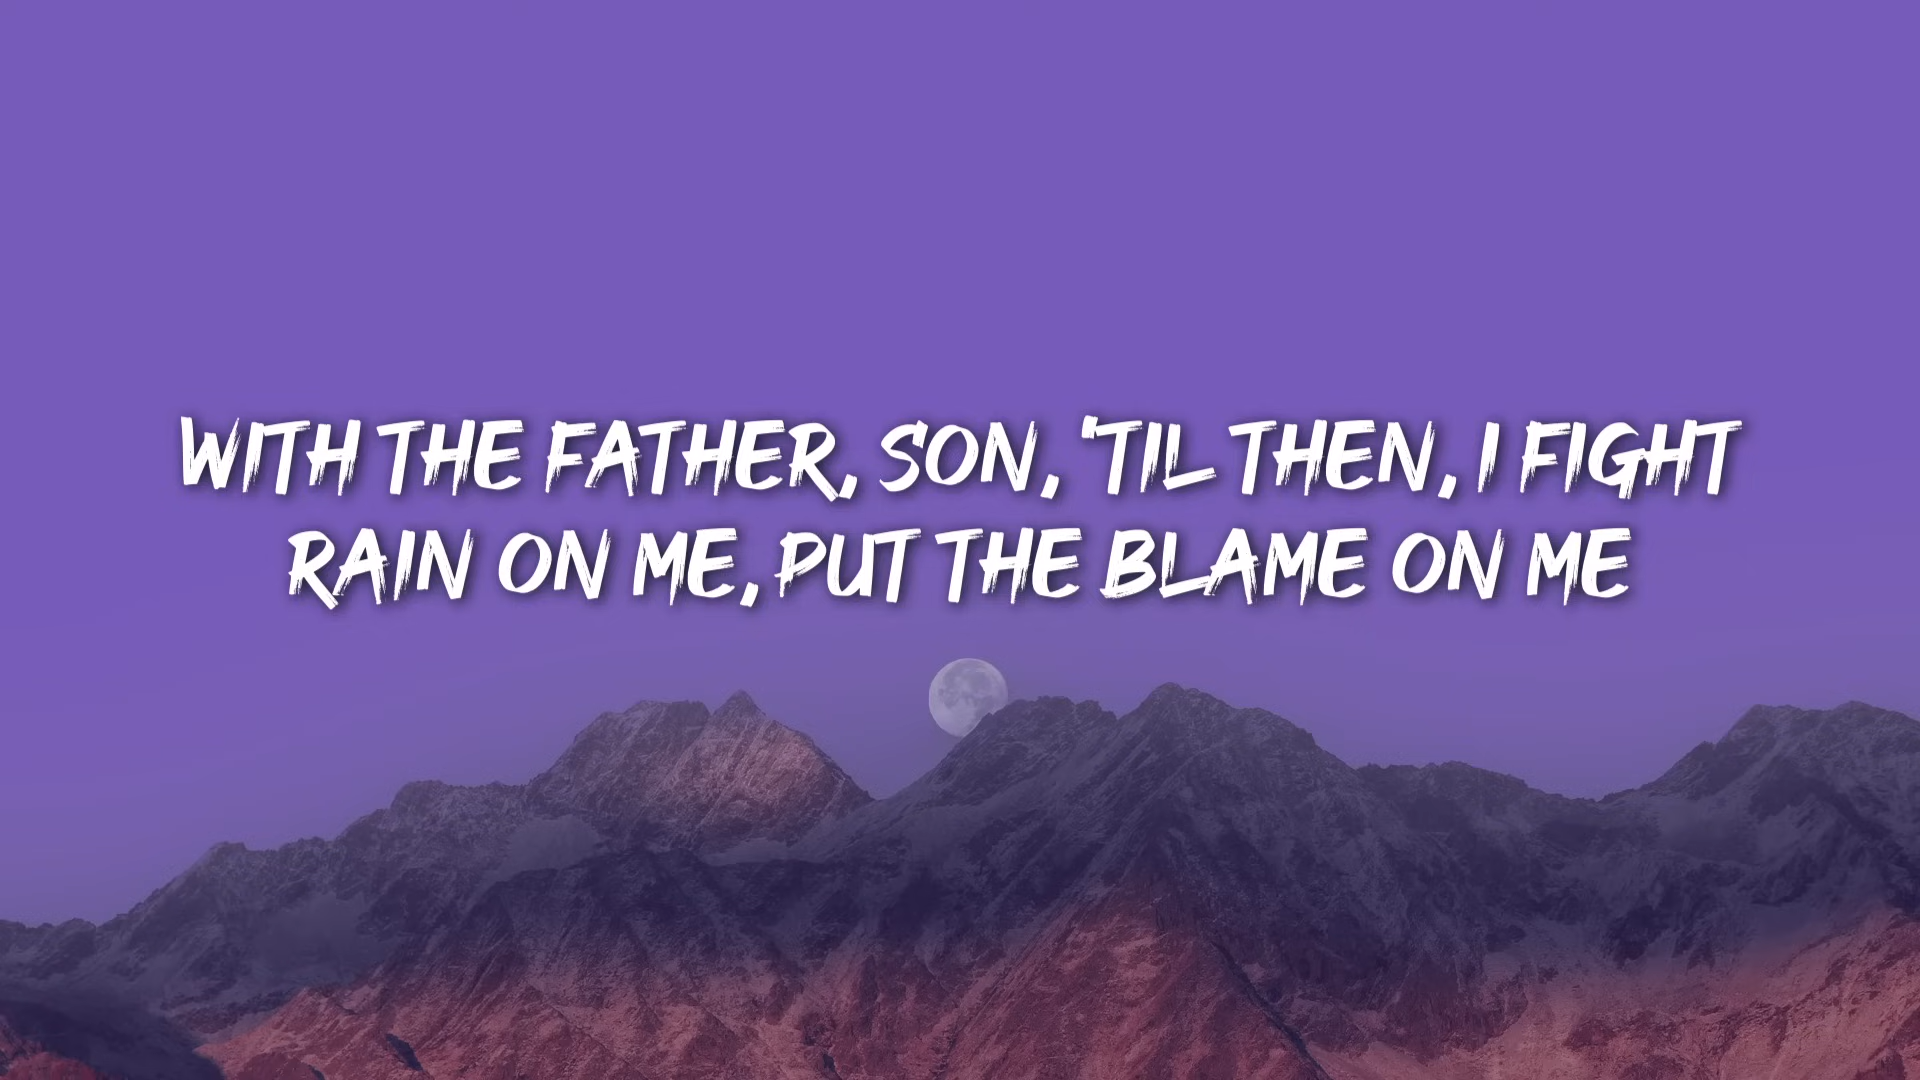 WITH THE FATHER, SON, 'TIL THEN, I FIGHT
RAIN ON ME, PUT THE BLAME ON ME